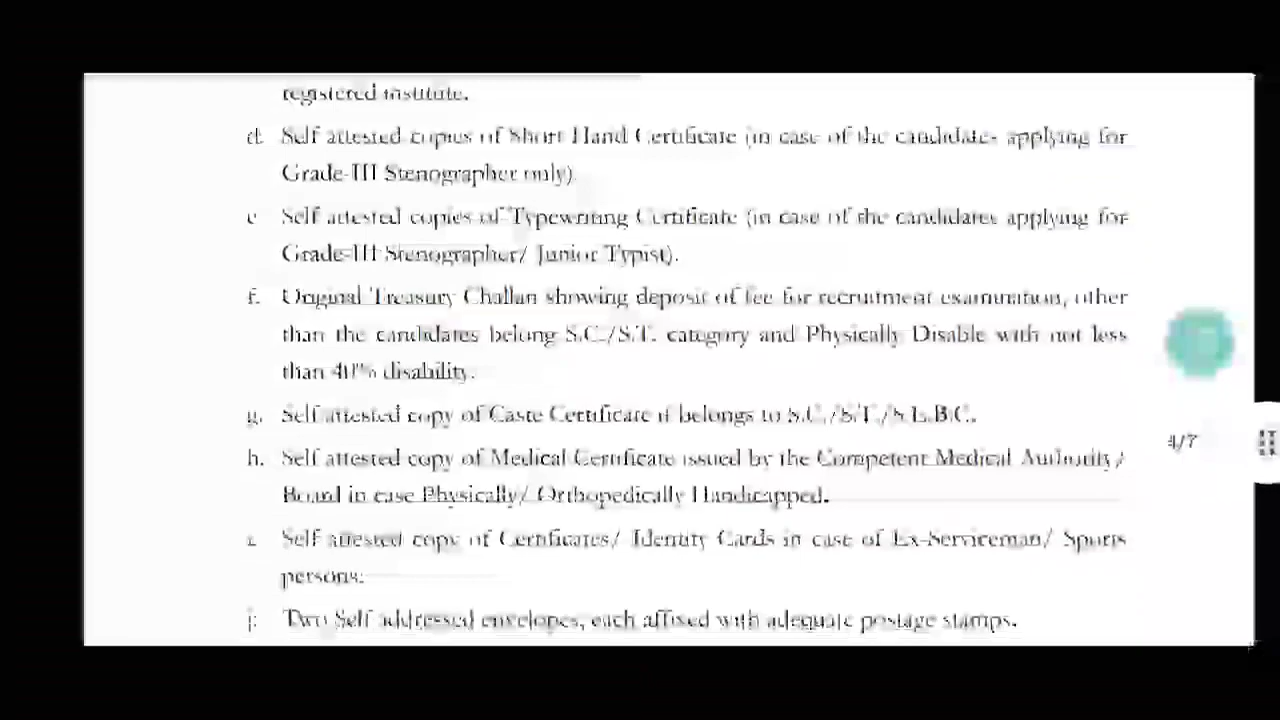 registered institute.
d. Self attested copies of Short Hand Certificate (in case of the candidates applying for
Grade-III Stenographer only).
e. Self attested copies of Typewriting Certificate (in case of the candidates applying for
Grade-III Stenographer/ Junior Typist).
f. Original Treasury Challan showing deposit of fee for recruitment examination, other
than the candidates belong S.C./S.T. category and Physically Disable with not less
than 40% disability.
g. Self attested copy of Caste Certificate if belongs to S.C./S.T./S.E.B.C.
h. Self attested copy of Medical Certificate issued by the Competent Medical Authority/
4/7
Board in case Physically/ Orthopedically Handicapped.
i. Self attested copy of Certificates/ Identity Cards in case of Ex-Serviceman/ Sports
persons.
j. Two Self addressed envelopes, each affixed with adequate postage stamps.